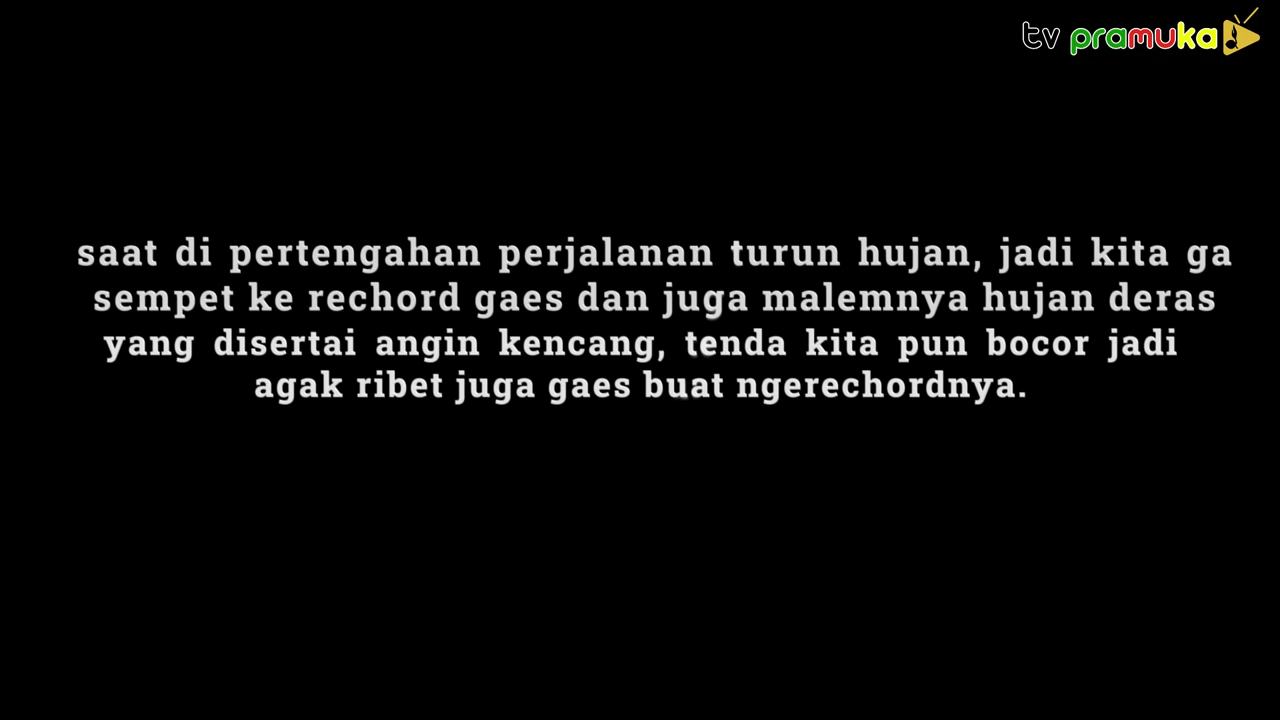 tv pramuka
saat di pertengahan perjalanan turun hujan, jadi kita ga
sempet ke rechord gaes dan juga malemnya hujan deras
yang disertai angin kencang, tenda kita pun bocor jadi
agak ribet juga gaes buat ngerechordnya.